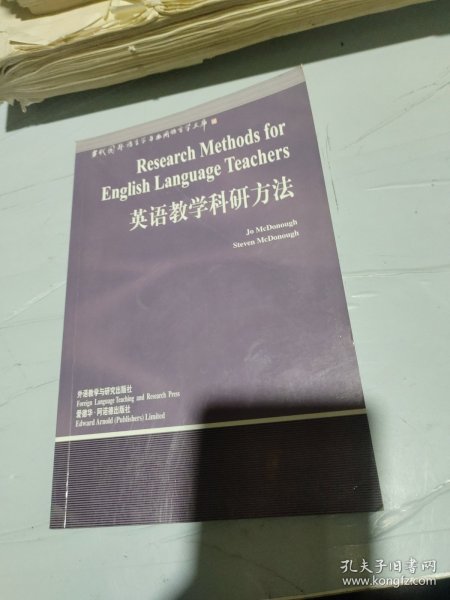 当代国外语言学与应用语言学文库
Research Methods for
English Language Teachers
英语教学科研方法
Jo McDonough
Steven McDonough
外语教学与研究出版社
Foreign Language Teaching and Research Press
爱德华·阿诺德出版社
Edward Arnold (Publishers) Limited
孔夫子旧书网
www.kongfz.com